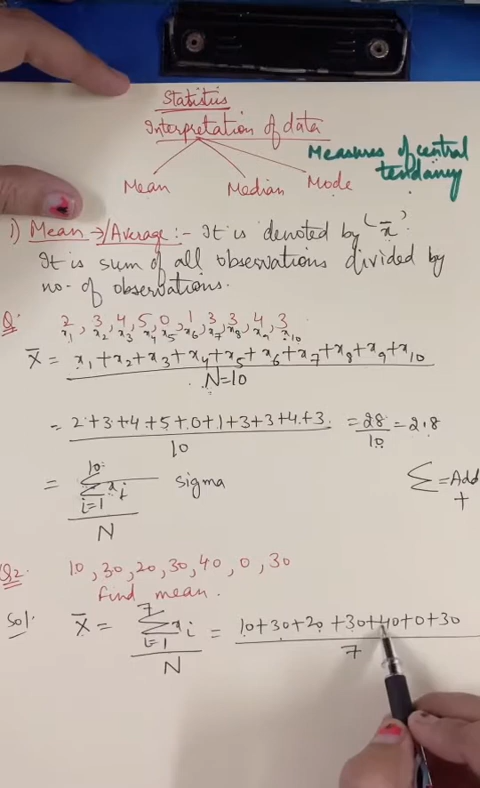 Statistics
Interpretation of data
Measures of central
tendancy
Mean Median Mode
1) Mean →/Average :- It is denoted by ‘x̄’.
It is sum of all observations divided by
no. of observations.
Q: 2, 3, 4, 5, 0, 1, 3, 3, 4, 3
x₁ x₂ x₃ x₄ x₅ x₆ x₇ x₈ x₉ x₁₀
X̄ = x₁+x₂+x₃+x₄+x₅+x₆+x₇+x₈+x₉+x₁₀
N=10
= 2+3+4+5+0+1+3+3+4+3 = 28 = 2.8
10 10
10
= Σ xi sigma Σ = Add
i=1 +
N
Q2. 10, 30, 20, 30, 40, 0, 30
find mean.
7
Sol. X̄ = Σ xi = 10+30+20+30+40+0+30
i=1 7
N